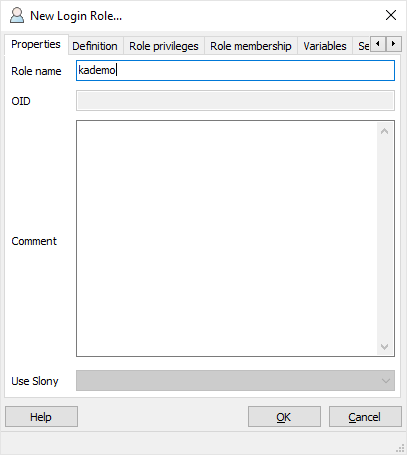 New Login Role...
Properties Definition Role privileges Role membership Variables Se
Role name kademo
OID
Comment
Use Slony
Help OK Cancel